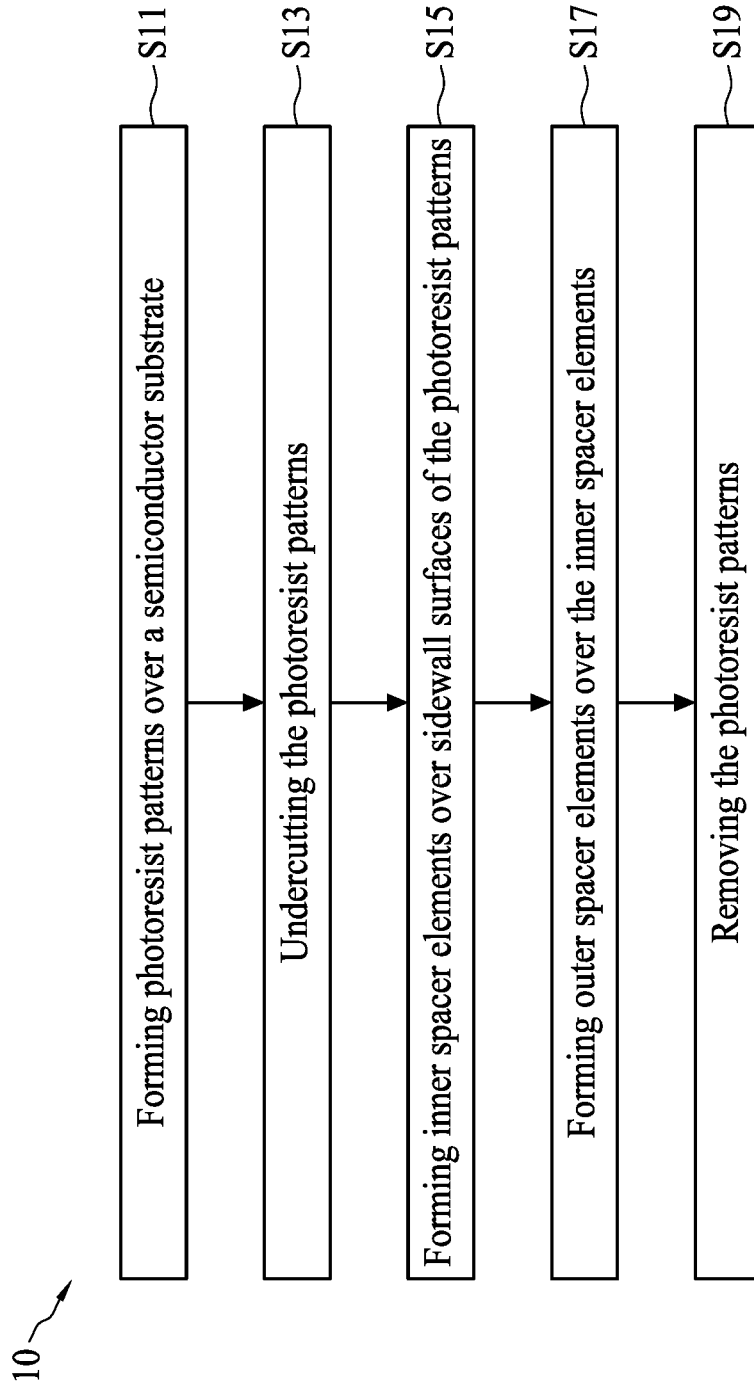 10
Forming photoresist patterns over a semiconductor substrate
S11
Undercutting the photoresist patterns
S13
Forming inner spacer elements over sidewall surfaces of the photoresist patterns
S15
Forming outer spacer elements over the inner spacer elements
S17
Removing the photoresist patterns
S19